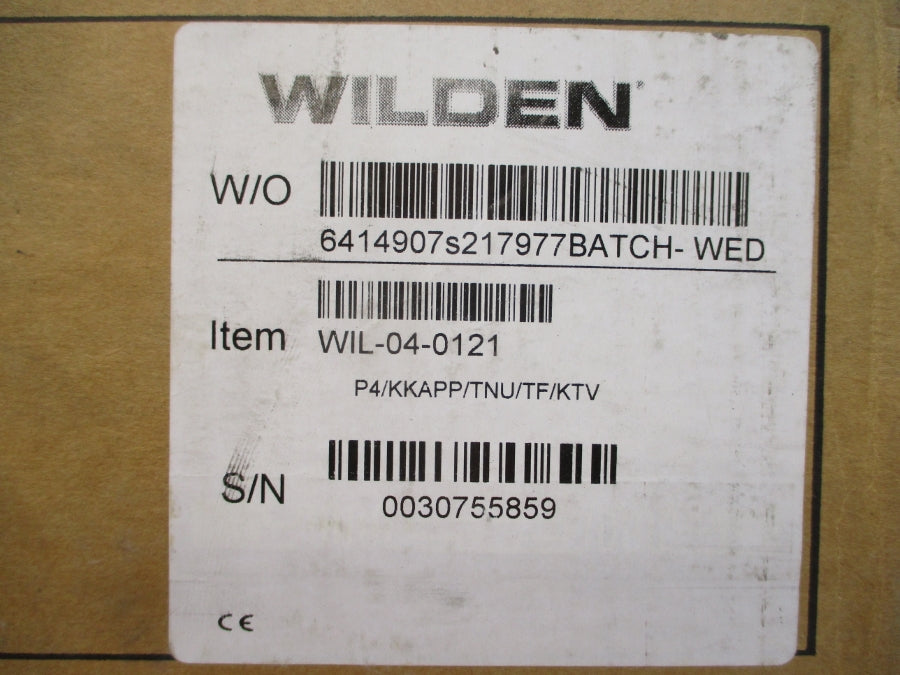 WILDEN
W/O
6414907s217977BATCH- WED
Item WIL-04-0121
P4/KKAPP/TNU/TF/KTV
S/N
0030755859
CE